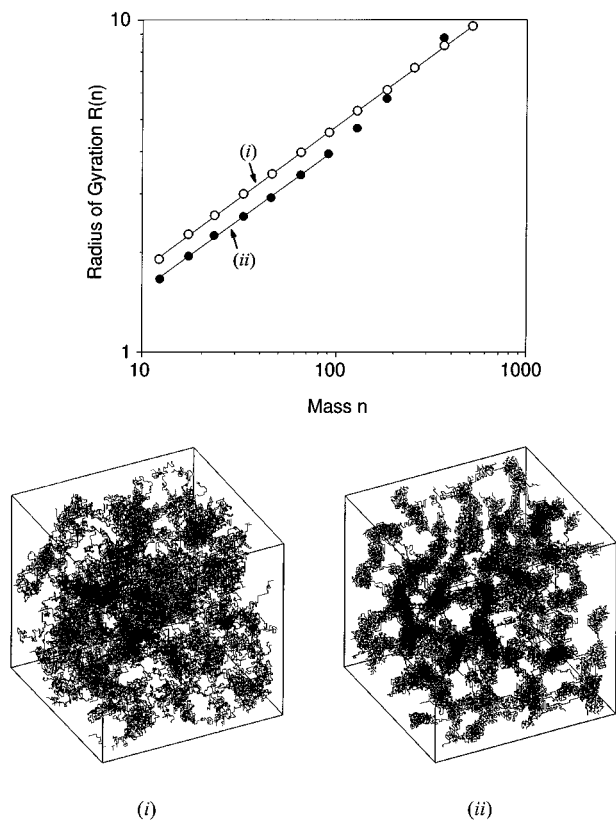 10
Radius of Gyration R(n)
(i)
(ii)
1
10
100
1000
Mass n
(i)
(ii)